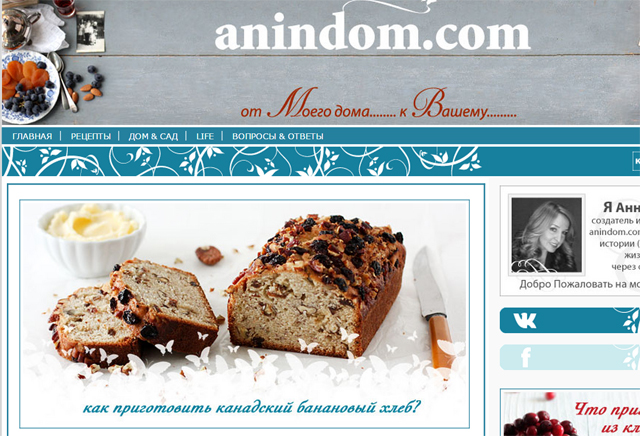 anindom.com
от Моего дома........ к Вашему.........
ГЛАВНАЯ | РЕЦЕПТЫ | ДОМ & САД | LIFE | ВОПРОСЫ & ОТВЕТЫ
как приготовить канадский банановый хлеб?
Я Анн
создатель и
anindom.com
истории (
жиз
через с
Добро Пожаловать на мо
Что при
из кл